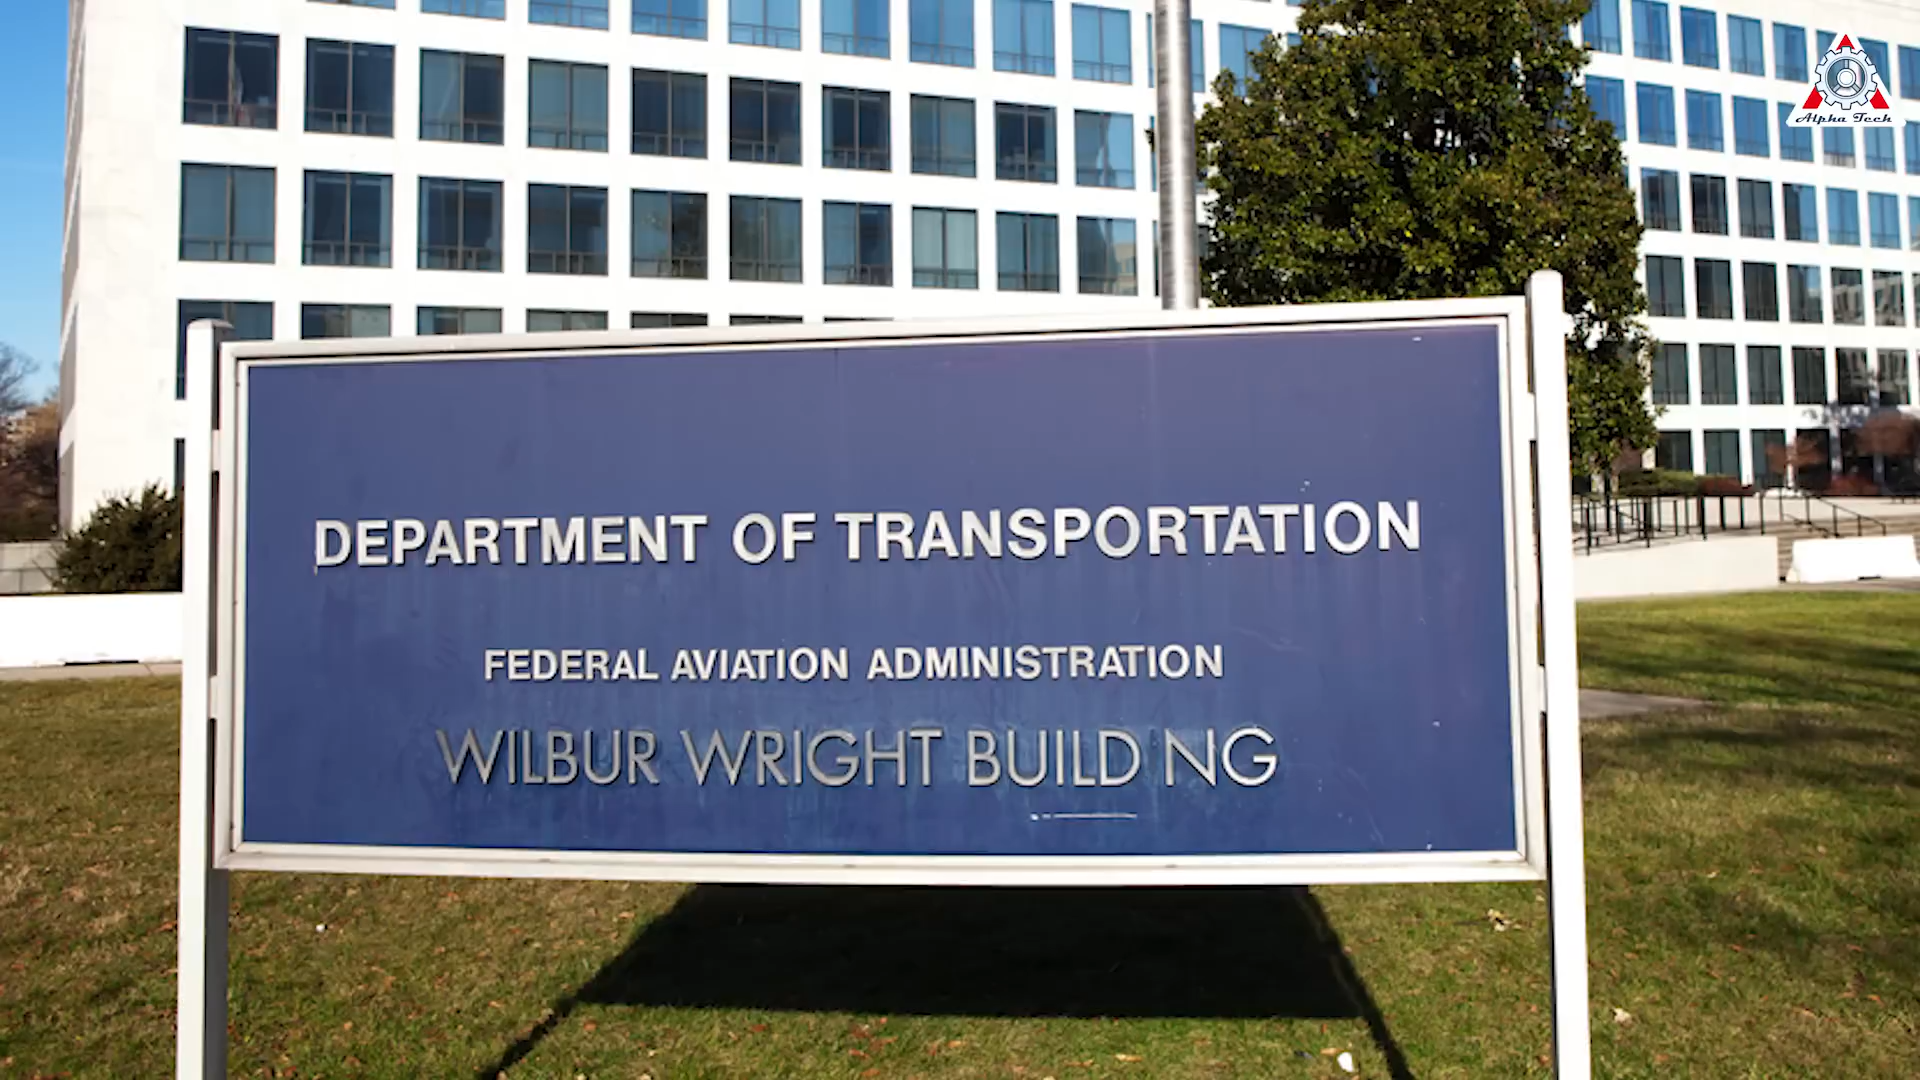 Alpha Tech
DEPARTMENT OF TRANSPORTATION
FEDERAL AVIATION ADMINISTRATION
WILBUR WRIGHT BUILD NG